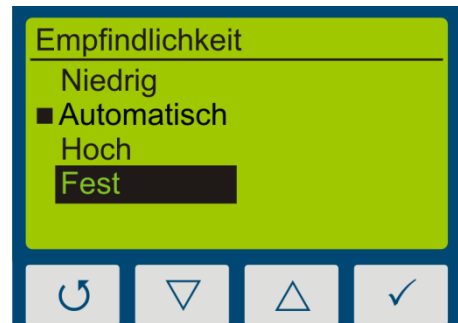 Empfindlichkeit
Niedrig
Automatisch
Hoch
Fest